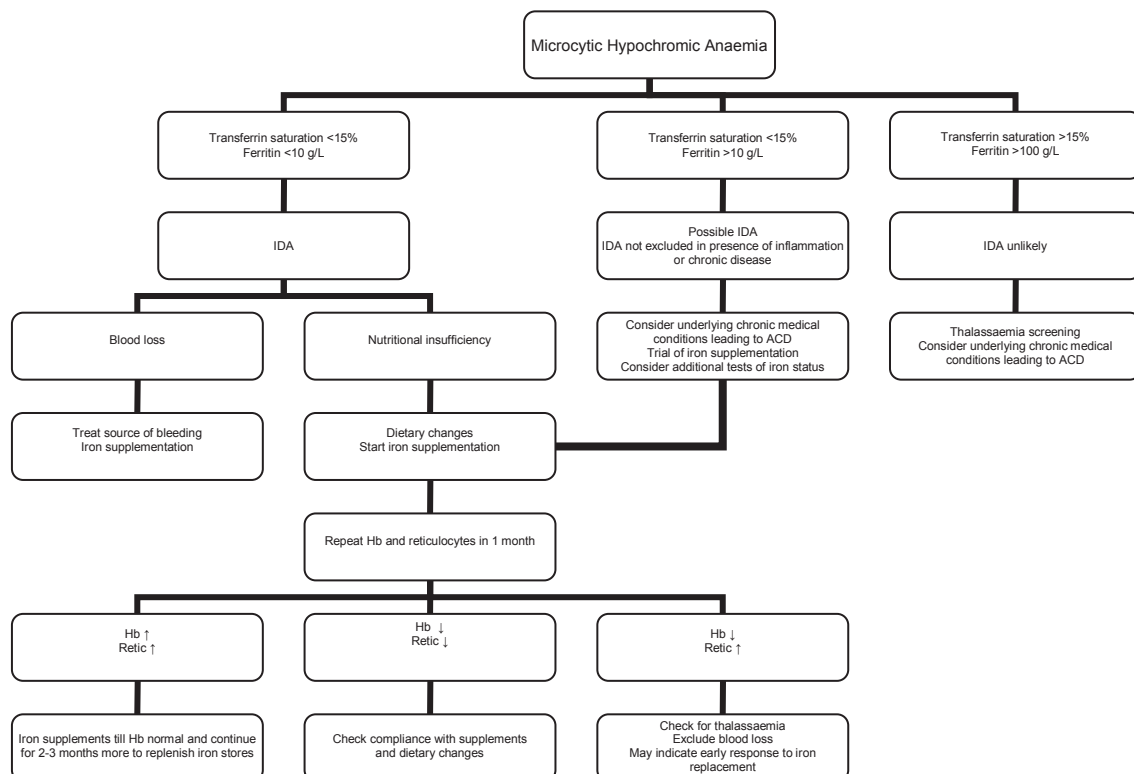 Microcytic Hypochromic Anaemia
Transferrin saturation <15%
Ferritin <10 g/L
Transferrin saturation <15%
Ferritin >10 g/L
Transferrin saturation >15%
Ferritin >100 g/L
IDA
Possible IDA
IDA not excluded in presence of inflammation
or chronic disease
IDA unlikely
Blood loss
Nutritional insufficiency
Consider underlying chronic medical
conditions leading to ACD
Trial of iron supplementation
Consider additional tests of iron status
Thalassaemia screening
Consider underlying chronic medical
conditions leading to ACD
Treat source of bleeding
Iron supplementation
Dietary changes
Start iron supplementation
Repeat Hb and reticulocytes in 1 month
Hb ↑
Retic ↑
Hb ↓
Retic ↓
Hb ↓
Retic ↑
Iron supplements till Hb normal and continue
for 2-3 months more to replenish iron stores
Check compliance with supplements
and dietary changes
Check for thalassaemia
Exclude blood loss
May indicate early response to iron
replacement